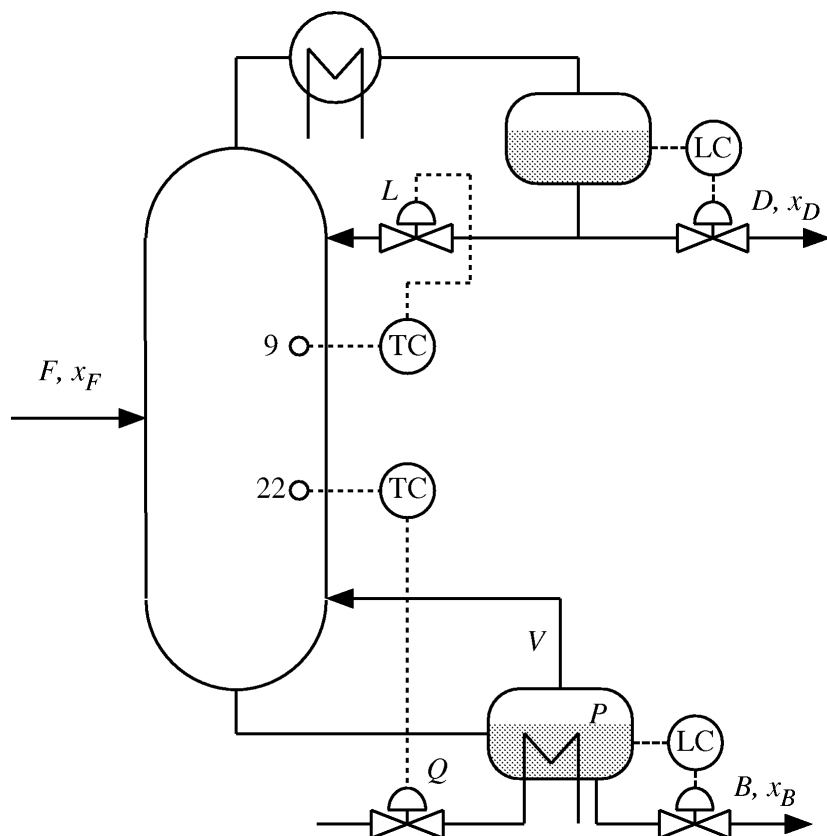 LC
L
D, x_D
9
TC
F, x_F
22
TC
V
P
LC
Q
B, x_B